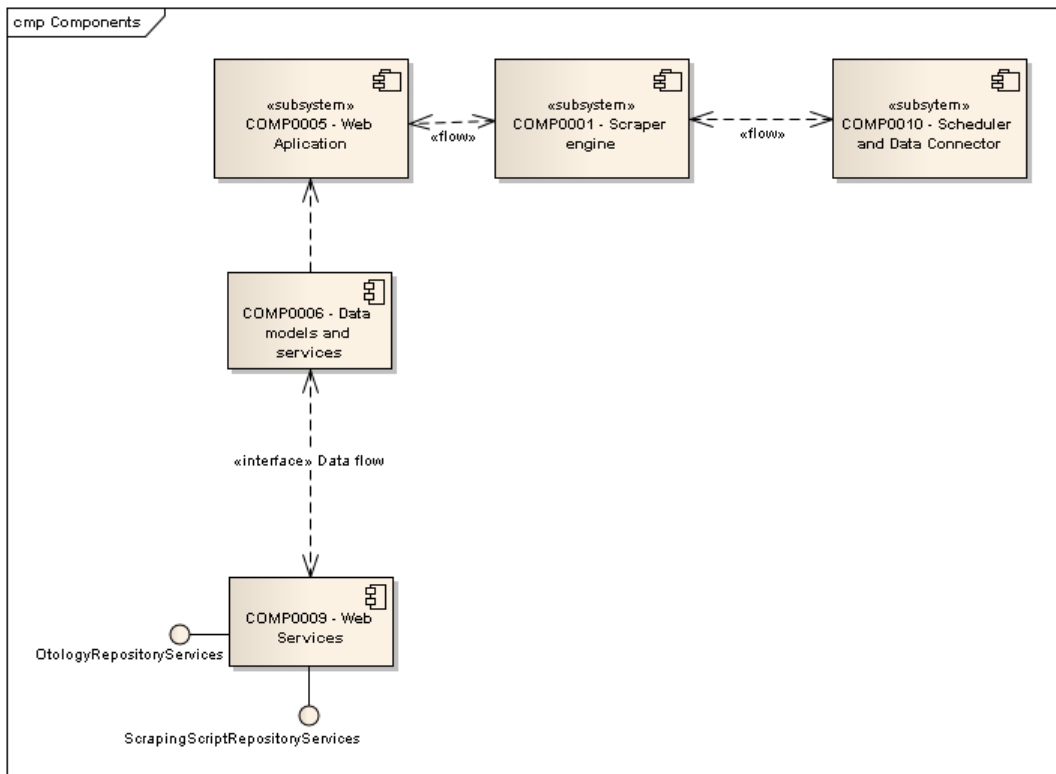 cmp Components
«subsystem»
COMP0005 - Web
Aplication
«flow»
«subsystem»
COMP0001 - Scraper
engine
«flow»
«subsytem»
COMP0010 - Scheduler
and Data Connector
COMP0006 - Data
models and
services
«interface» Data flow
COMP0009 - Web
Services
OtologyRepositoryServices
ScrapingScriptRepositoryServices